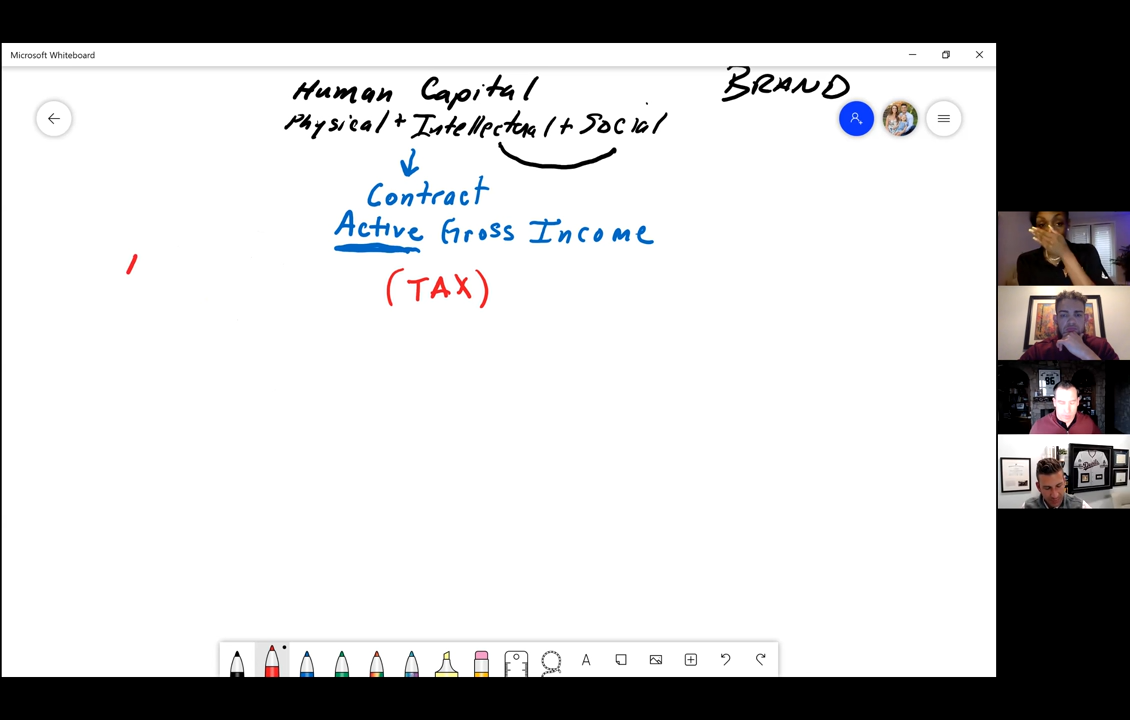 Microsoft Whiteboard
Human Capital
BRAND
Physical + Intellectual + Social
Contract
Active Gross Income
(TAX)
A